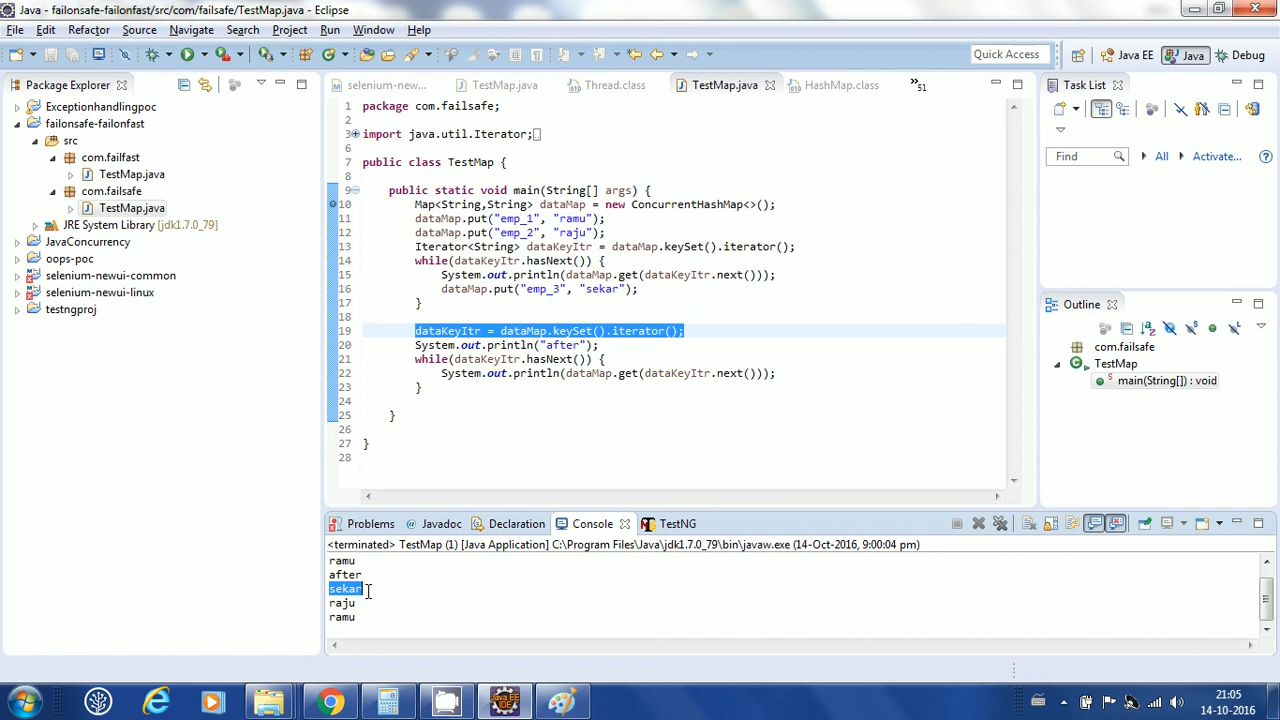 Java - failonsafe-failonfast/src/com/failsafe/TestMap.java - Eclipse
File Edit Refactor Source Navigate Search Project Run Window Help
Quick Access Java EE Java Debug
Package Explorer
Exceptionhandlingpoc
failonsafe-failonfast
src
com.failfast
TestMap.java
com.failsafe
TestMap.java
JRE System Library [jdk1.7.0_79]
JavaConcurrency
oops-poc
selenium-newui-common
selenium-newui-linux
testngproj
selenium-new... TestMap.java Thread.class TestMap.java HashMap.class »51
1 package com.failsafe;
2
3 import java.util.Iterator;
6
7 public class TestMap {
8
9 public static void main(String[] args) {
10 Map<String,String> dataMap = new ConcurrentHashMap<>();
11 dataMap.put("emp_1", "ramu");
12 dataMap.put("emp_2", "raju");
13 Iterator<String> dataKeyItr = dataMap.keySet().iterator();
14 while(dataKeyItr.hasNext()) {
15 System.out.println(dataMap.get(dataKeyItr.next()));
16 dataMap.put("emp_3", "sekar");
17 }
18
19 dataKeyItr = dataMap.keySet().iterator();
20 System.out.println("after");
21 while(dataKeyItr.hasNext()) {
22 System.out.println(dataMap.get(dataKeyItr.next()));
23 }
24
25 }
26
27 }
28
Task List
Find All Activate...
Outline
com.failsafe
TestMap
S main(String[]) : void
Problems @ Javadoc Declaration Console TestNG
<terminated> TestMap (1) [Java Application] C:\Program Files\Java\jdk1.7.0_79\bin\javaw.exe (14-Oct-2016, 9:00:04 pm)
ramu
after
sekar
raju
ramu
Java EE
IDE
21:05
14-10-2016